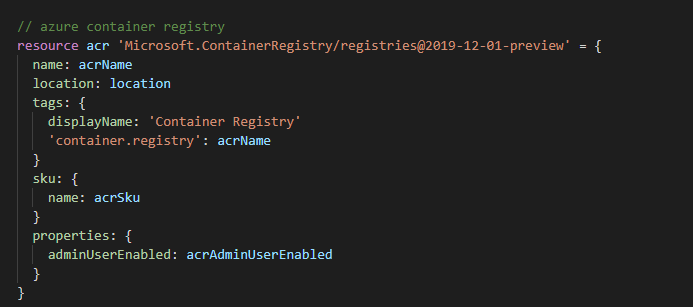 // azure container registry
resource acr 'Microsoft.ContainerRegistry/registries@2019-12-01-preview' = {
  name: acrName
  location: location
  tags: {
    displayName: 'Container Registry'
    'container.registry': acrName
  }
  sku: {
    name: acrSku
  }
  properties: {
    adminUserEnabled: acrAdminUserEnabled
  }
}